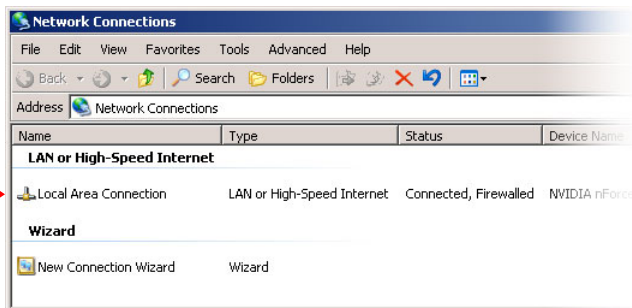 Network Connections
File Edit View Favorites Tools Advanced Help
Back Search Folders
Address Network Connections
Name Type Status Device Name
LAN or High-Speed Internet
Local Area Connection LAN or High-Speed Internet Connected, Firewalled NVIDIA nForce
Wizard
New Connection Wizard Wizard